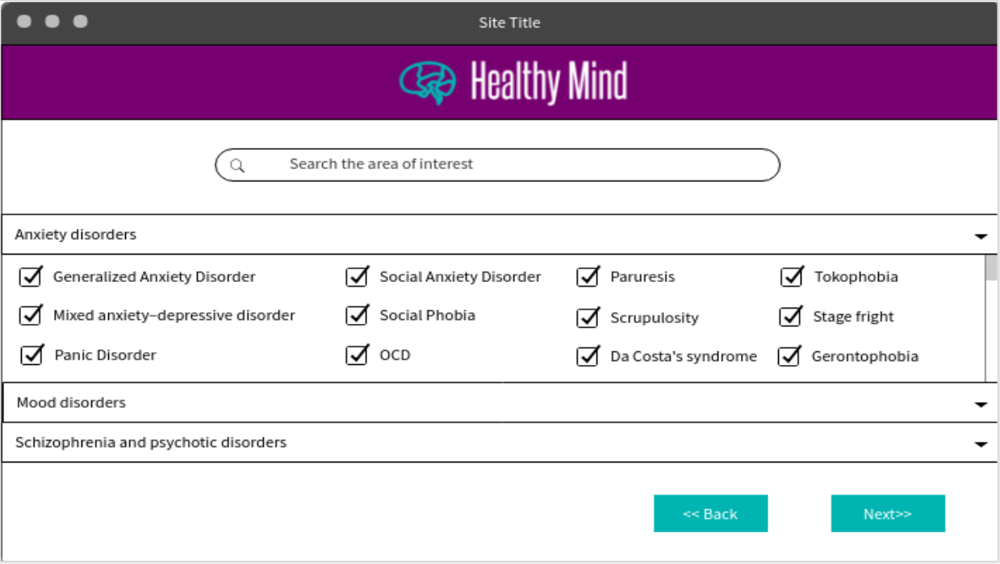 Site Title
Healthy Mind
Search the area of interest
Anxiety disorders
Generalized Anxiety Disorder Social Anxiety Disorder Paruresis Tokophobia
Mixed anxiety–depressive disorder Social Phobia Scrupulosity Stage fright
Panic Disorder OCD Da Costa's syndrome Gerontophobia
Mood disorders
Schizophrenia and psychotic disorders
<< Back Next>>